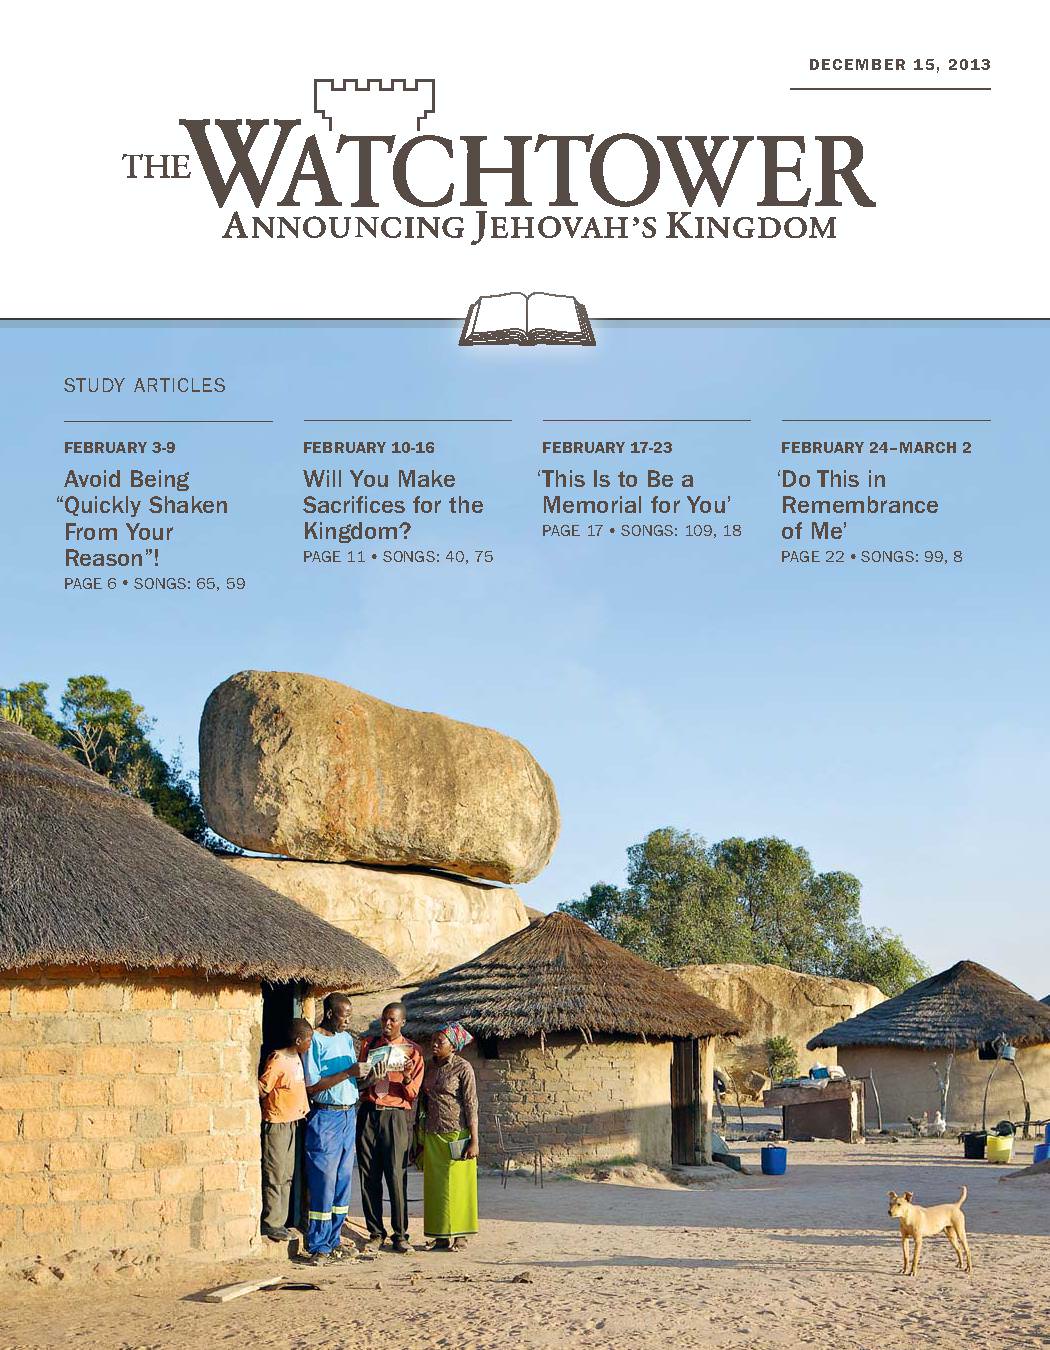 DECEMBER 15, 2013
THE WATCHTOWER
ANNOUNCING JEHOVAH'S KINGDOM
STUDY ARTICLES
FEBRUARY 3-9
Avoid Being
“Quickly Shaken
From Your
Reason”!
PAGE 6 • SONGS: 65, 59
FEBRUARY 10-16
Will You Make
Sacrifices for the
Kingdom?
PAGE 11 • SONGS: 40, 75
FEBRUARY 17-23
‘This Is to Be a
Memorial for You’
PAGE 17 • SONGS: 109, 18
FEBRUARY 24–MARCH 2
‘Do This in
Remembrance
of Me’
PAGE 22 • SONGS: 99, 8